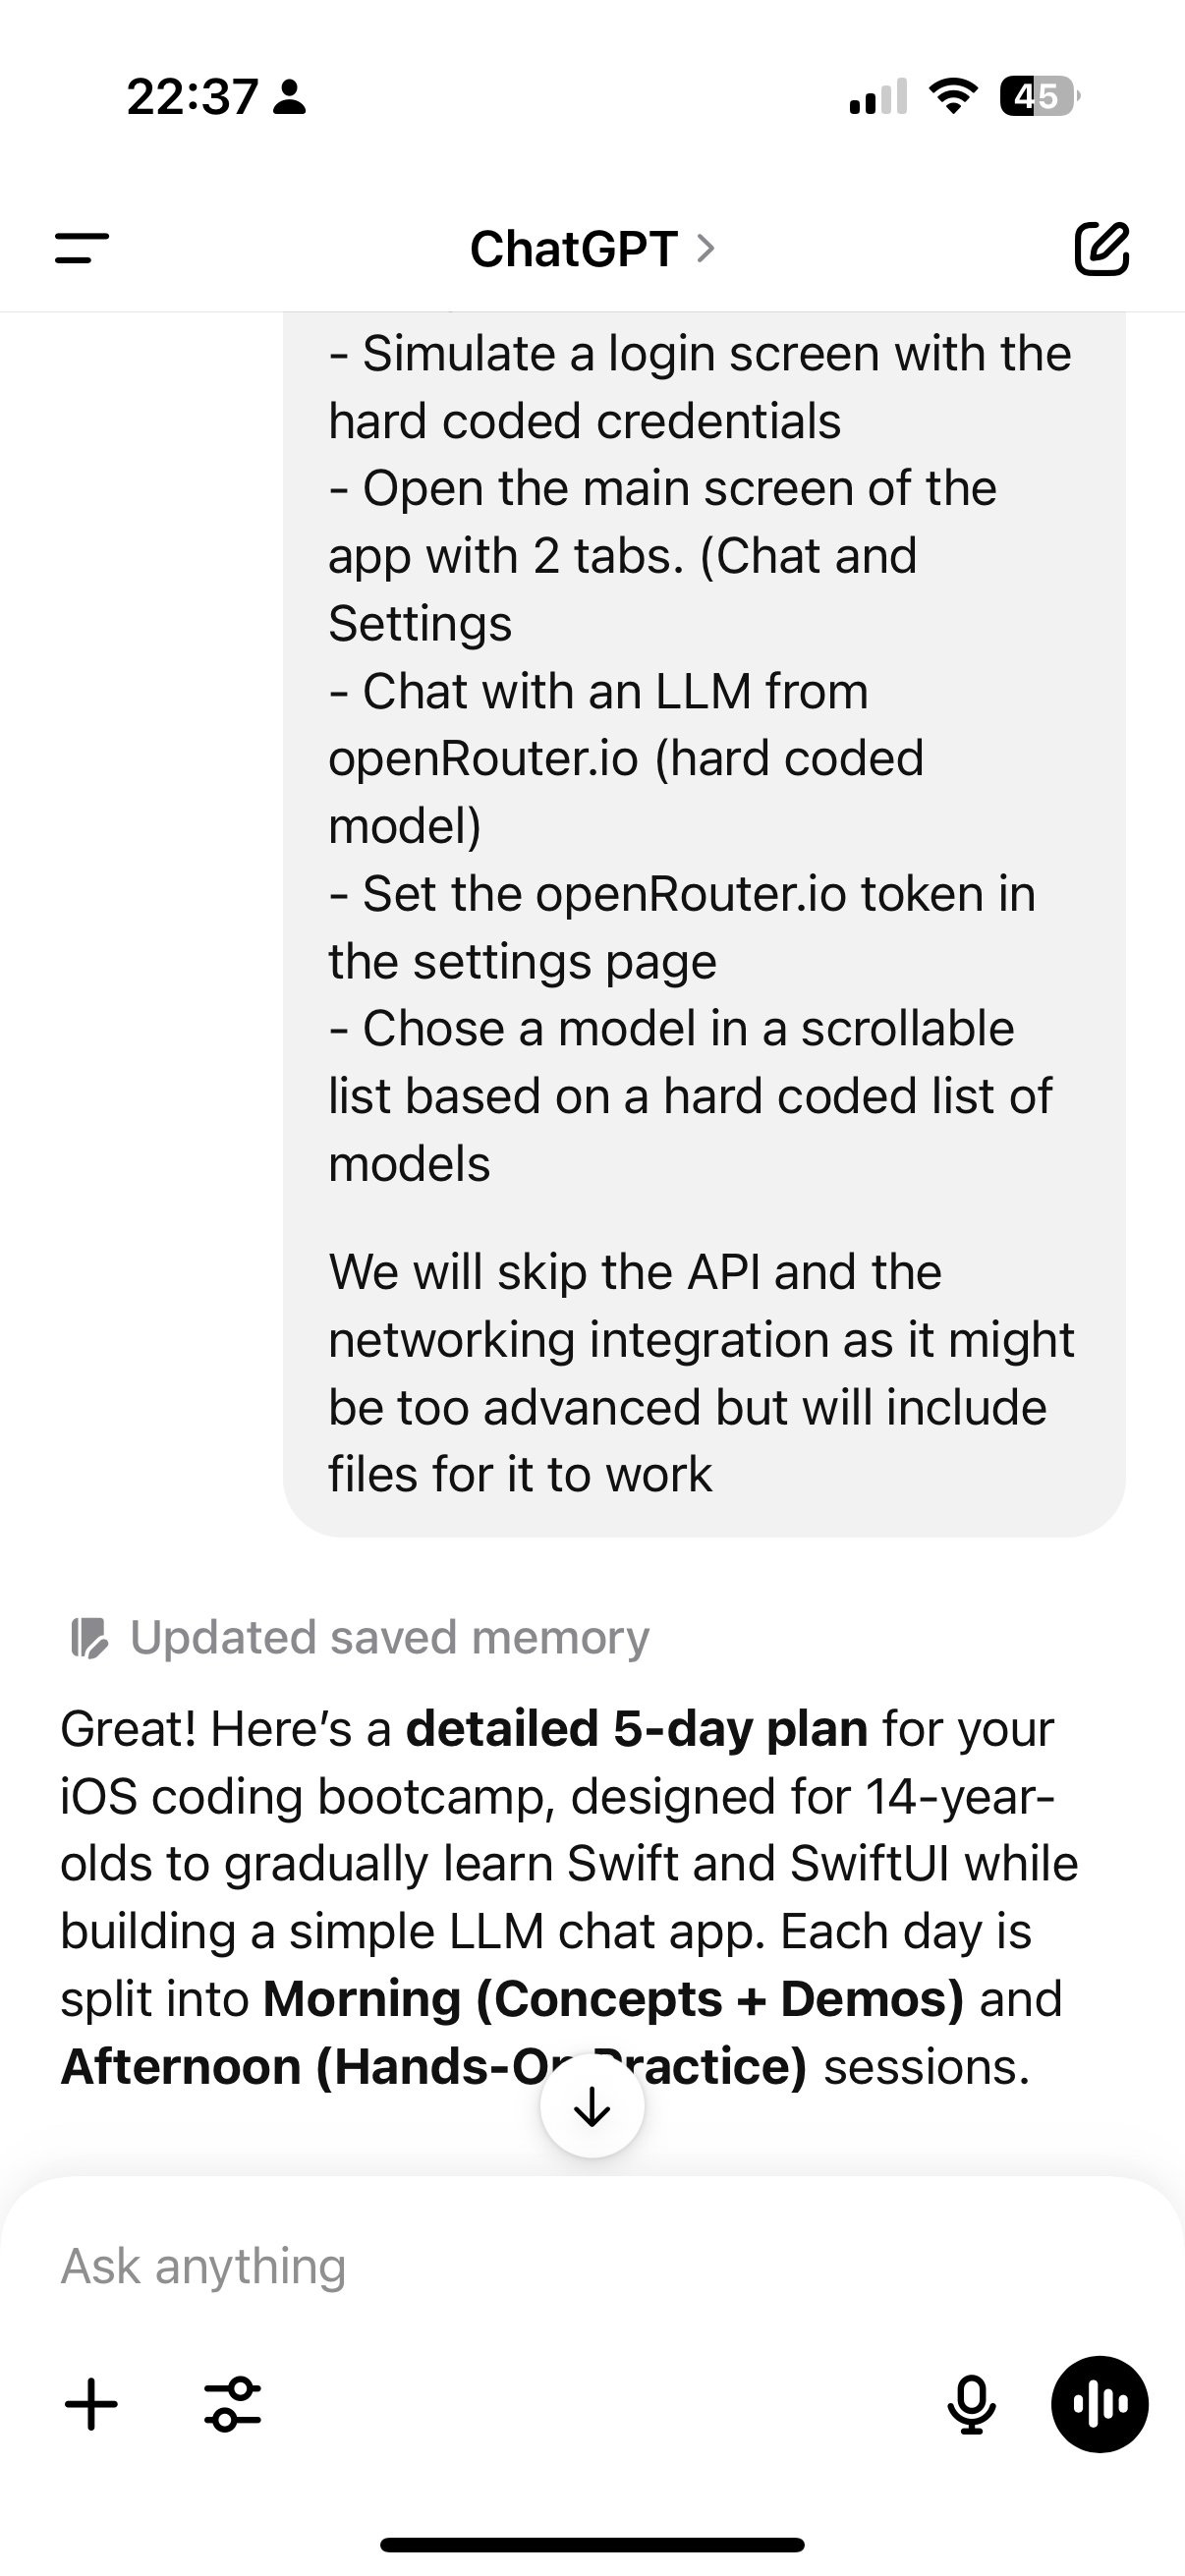 22:37
45
ChatGPT
- Simulate a login screen with the
hard coded credentials
- Open the main screen of the
app with 2 tabs. (Chat and
Settings
- Chat with an LLM from
openRouter.io (hard coded
model)
- Set the openRouter.io token in
the settings page
- Chose a model in a scrollable
list based on a hard coded list of
models
We will skip the API and the
networking integration as it might
be too advanced but will include
files for it to work
Updated saved memory
Great! Here’s a detailed 5-day plan for your
iOS coding bootcamp, designed for 14-year-
olds to gradually learn Swift and SwiftUI while
building a simple LLM chat app. Each day is
split into Morning (Concepts + Demos) and
Afternoon (Hands-On Practice) sessions.
Ask anything